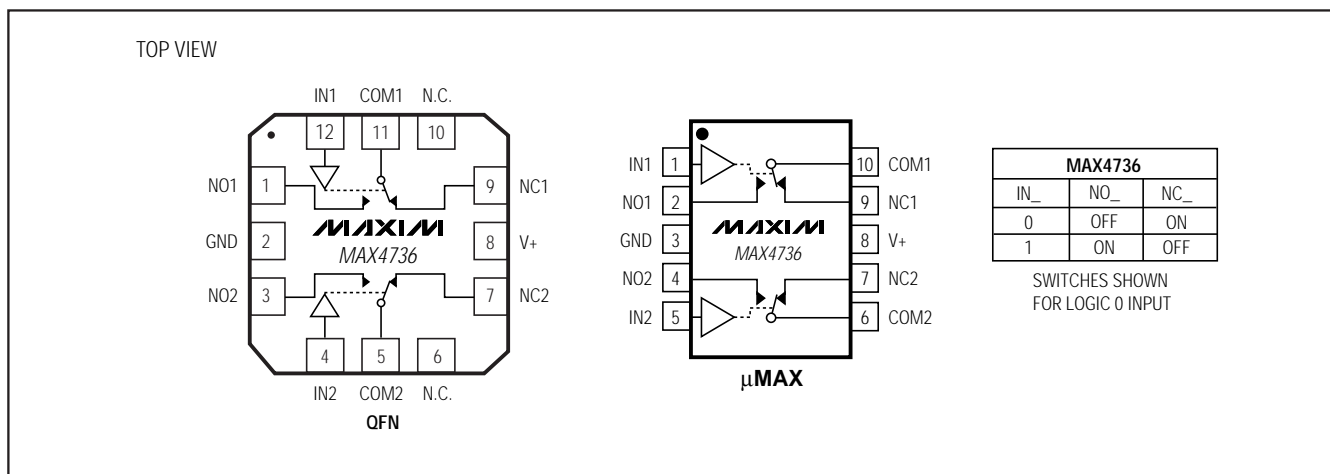 TOP VIEW
IN1 COM1 N.C.
12 11 10
NO1 1 9 NC1
MAXIM
GND 2 MAX4736 8 V+
NO2 3 7 NC2
4 5 6
IN2 COM2 N.C.
QFN
IN1 1 10 COM1
NO1 2 9 NC1
MAXIM
GND 3 MAX4736 8 V+
NO2 4 7 NC2
IN2 5 6 COM2
μMAX
MAX4736
IN_ NO_ NC_
0 OFF ON
1 ON OFF
SWITCHES SHOWN
FOR LOGIC 0 INPUT